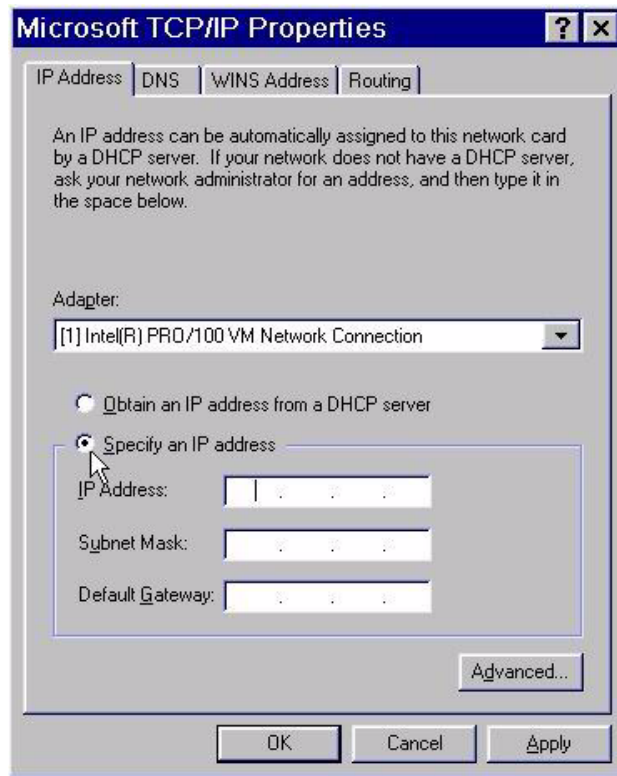 Microsoft TCP/IP Properties
IP Address DNS WINS Address Routing
An IP address can be automatically assigned to this network card
by a DHCP server. If your network does not have a DHCP server,
ask your network administrator for an address, and then type it in
the space below.
Adapter:
[1] Intel(R) PRO/100 VM Network Connection
Obtain an IP address from a DHCP server
Specify an IP address
IP Address:
Subnet Mask:
Default Gateway:
Advanced...
OK Cancel Apply